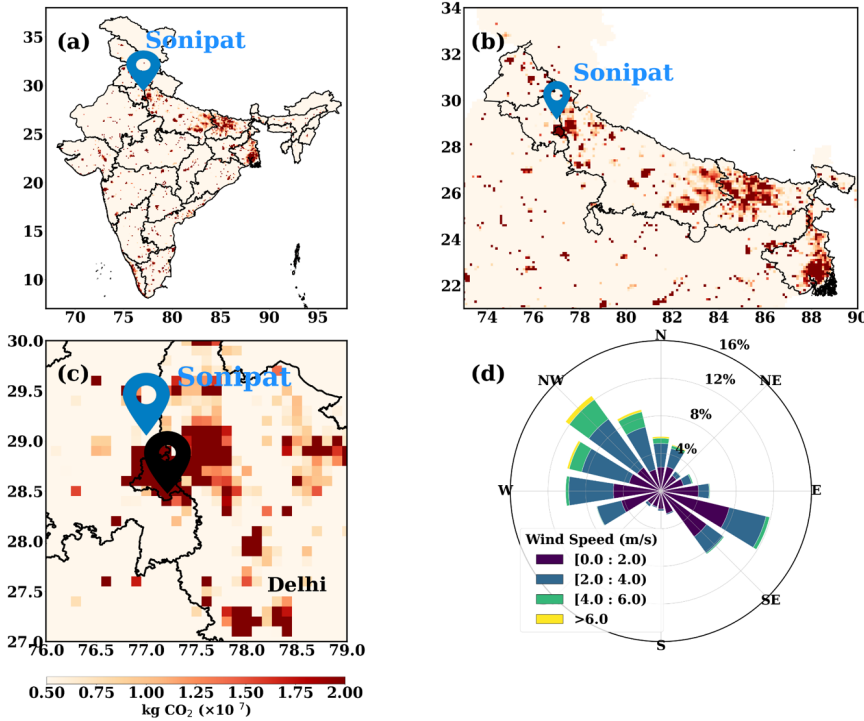 (a)
Sonipat
35
30
25
20
15
10
70
75
80
85
90
95
(b)
Sonipat
34
32
30
28
26
24
22
74
76
78
80
82
84
86
88
90
(c)
Sonipat
Delhi
30.0
29.5
29.0
28.5
28.0
27.5
27.0
76.0
76.5
77.0
77.5
78.0
78.5
79.0
0.50
0.75
1.00
1.25
1.50
1.75
2.00
kg CO₂ (×10 ⁷)
(d)
N
NE
E
SE
S
W
NW
16%
12%
8%
4%
Wind Speed (m/s)
[0.0 : 2.0)
[2.0 : 4.0)
[4.0 : 6.0)
>6.0